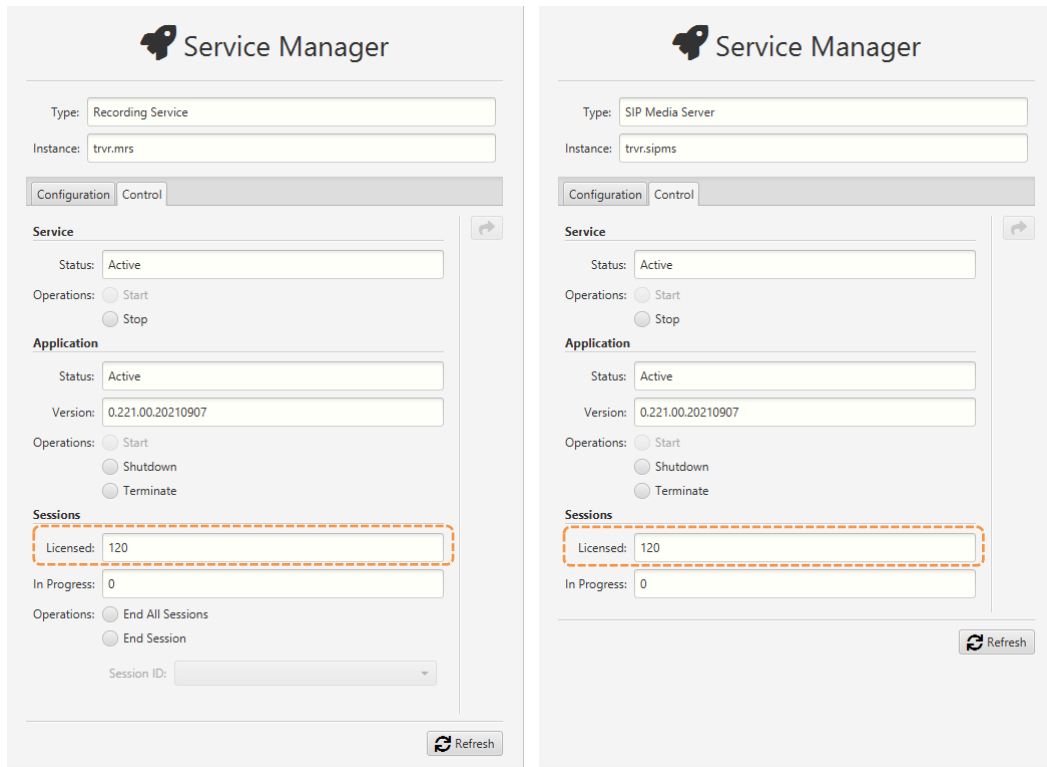 Service Manager
Type: Recording Service
Instance: trvr.mrs
Configuration Control
Service
Status: Active
Operations: Start
Stop
Application
Status: Active
Version: 0.221.00.20210907
Operations: Start
Shutdown
Terminate
Sessions
Licensed: 120
In Progress: 0
Operations: End All Sessions
End Session
Session ID:
Refresh
Service Manager
Type: SIP Media Server
Instance: trvr.sipms
Configuration Control
Service
Status: Active
Operations: Start
Stop
Application
Status: Active
Version: 0.221.00.20210907
Operations: Start
Shutdown
Terminate
Sessions
Licensed: 120
In Progress: 0
Refresh